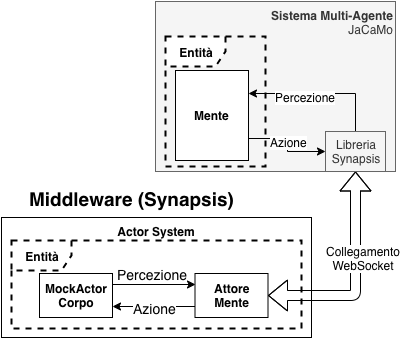 Sistema Multi-Agente
JaCaMo
Entità
Mente
Percezione
Azione
Libreria
Synapsis
Middleware (Synapsis)
Actor System
Entità
MockActor
Corpo
Percezione
Azione
Attore
Mente
Collegamento
WebSocket